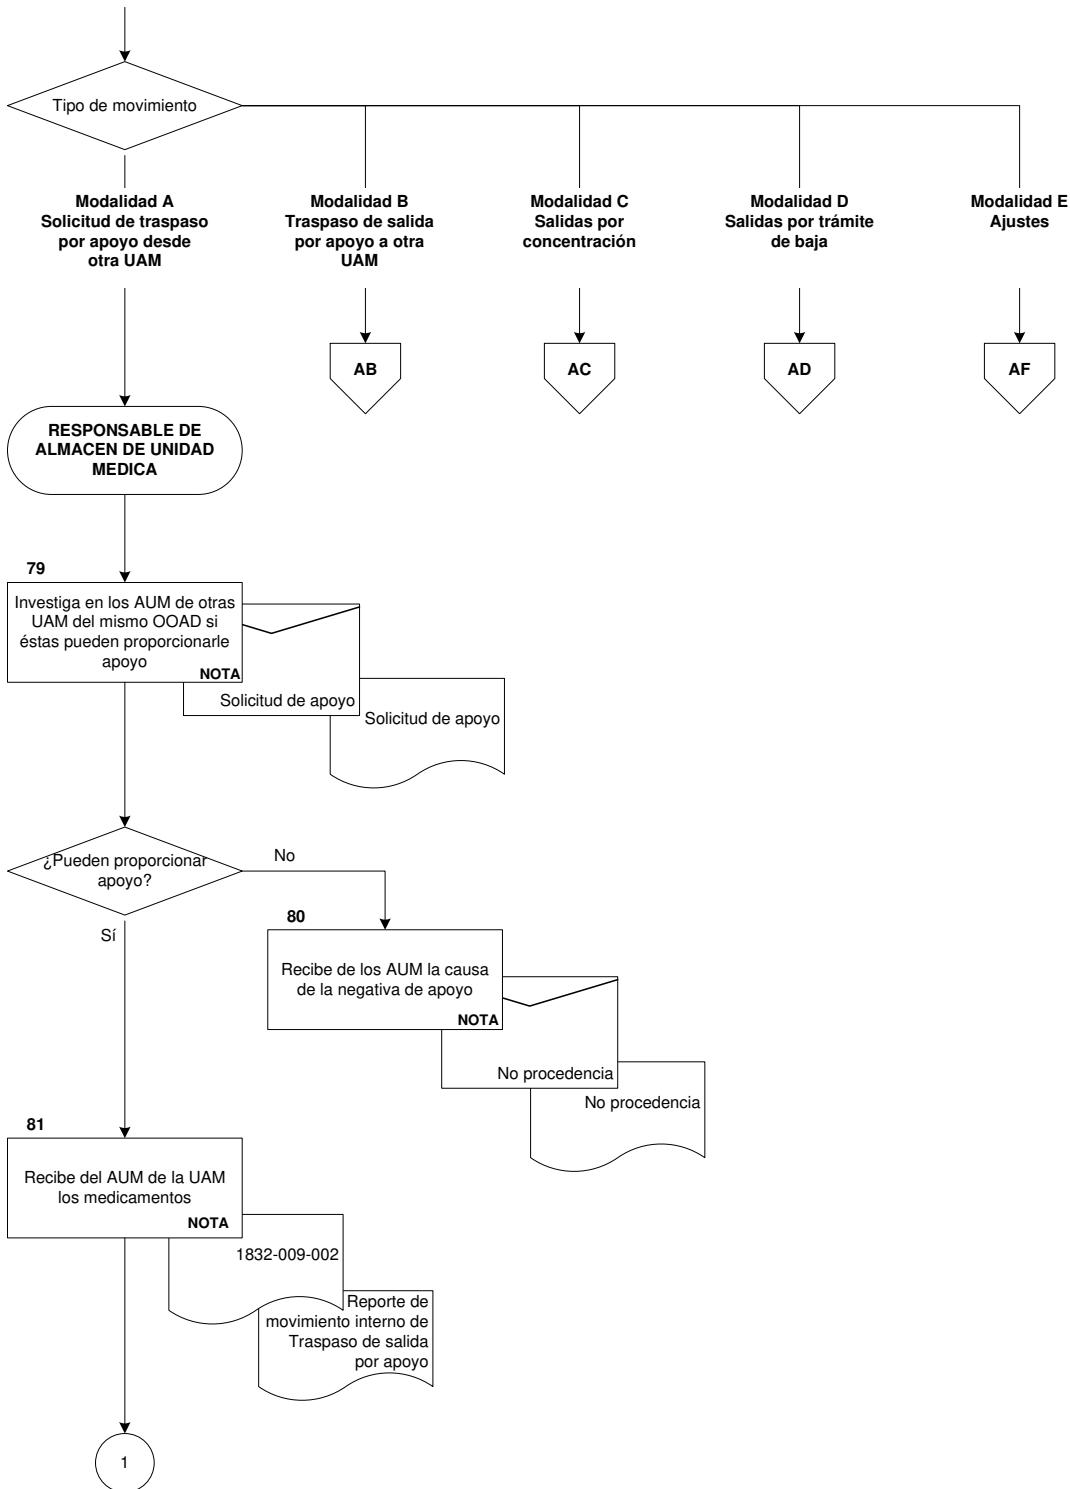 Tipo de movimiento
Modalidad A
Solicitud de traspaso
por apoyo desde
otra UAM
Modalidad B
Traspaso de salida
por apoyo a otra
UAM
Modalidad C
Salidas por
concentración
Modalidad D
Salidas por trámite
de baja
Modalidad E
Ajustes
AB
AC
AD
AF
RESPONSABLE DE
ALMACEN DE UNIDAD
MEDICA
79
Investiga en los AUM de otras
UAM del mismo OOAD si
éstas pueden proporcionarle
apoyo
NOTA
Solicitud de apoyo
Solicitud de apoyo
¿Pueden proporcionar
apoyo?
No
Sí
80
Recibe de los AUM la causa
de la negativa de apoyo
NOTA
No procedencia
No procedencia
81
Recibe del AUM de la UAM
los medicamentos
NOTA
1832-009-002
Reporte de
movimiento interno de
Traspaso de salida
por apoyo
1